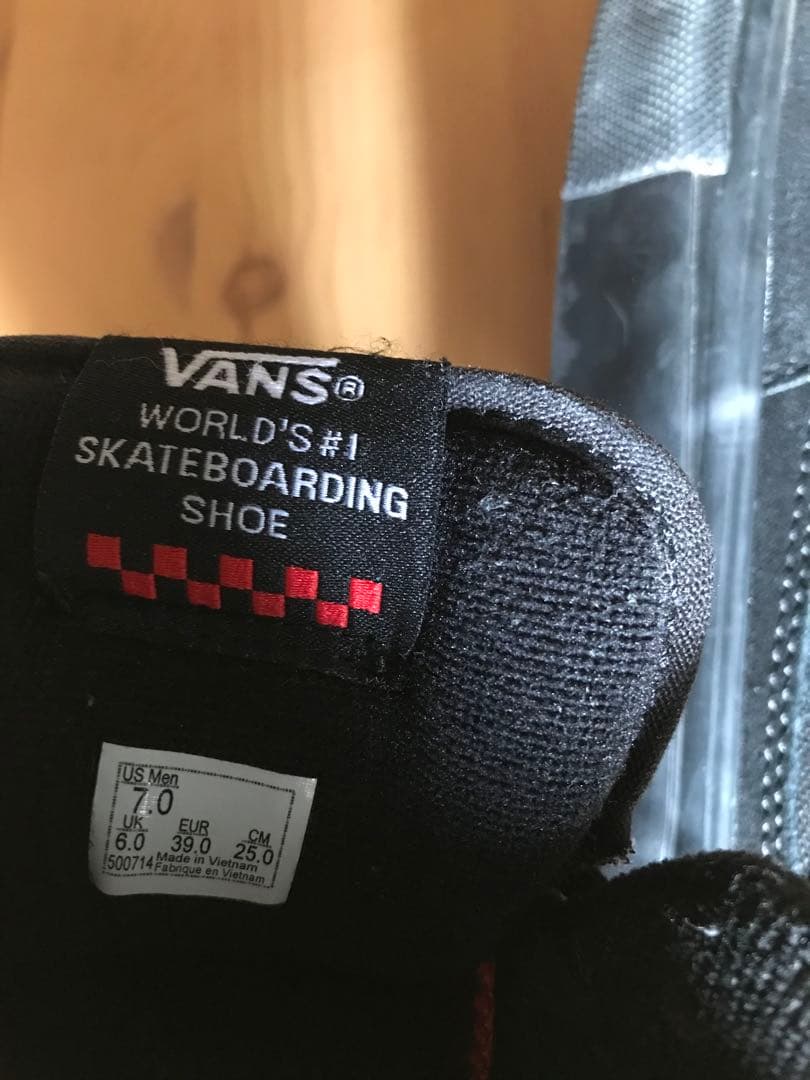 VANS®
WORLD'S #1
SKATEBOARDING
SHOE
US Men
7.0
UK EUR CM
6.0 39.0 25.0
500714 Made in Vietnam
Fabrique en Vietnam